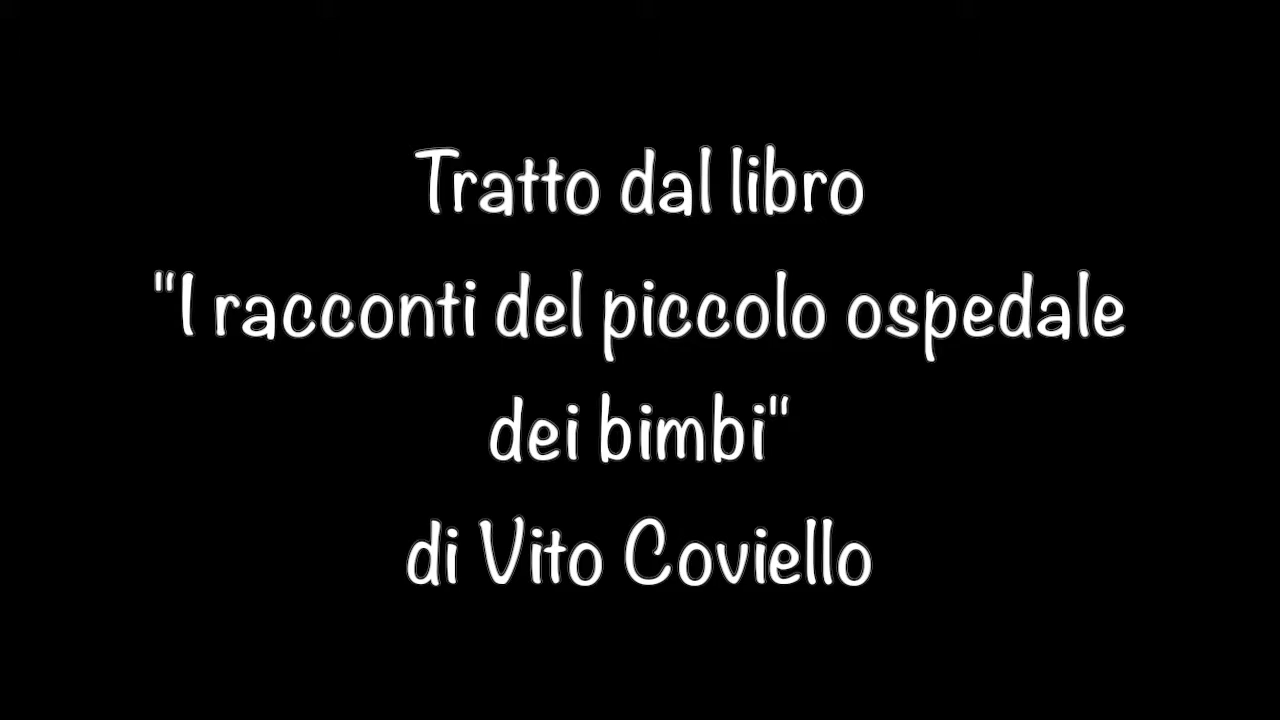 Tratto dal libro
"I racconti del piccolo ospedale
dei bimbi"
di Vito Coviello